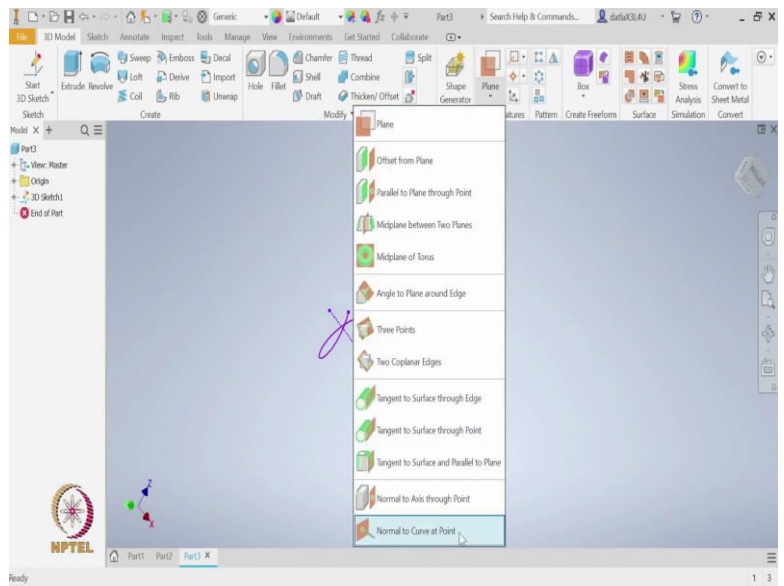 Generic Default fx Part3 Search Help & Commands... datlaX3L4U
File 3D Model Sketch Annotate Inspect Tools Manage View Environments Get Started Collaborate
Sweep Emboss Decal Chamfer Thread Split
Loft Derive Import Shell Combine
Coil Rib Unwrap Draft Thicken/ Offset
Start 3D Sketch Extrude Revolve Hole Fillet Shape Generator Plane Box Stress Analysis Convert to Sheet Metal
Sketch Create Modify atures Pattern Create Freeform Surface Simulation Convert
Model X +
Part3
View: Master
Origin
3D Sketch1
End of Part
Plane
Offset from Plane
Parallel to Plane through Point
Midplane between Two Planes
Midplane of Torus
Angle to Plane around Edge
Three Points
Two Coplanar Edges
Tangent to Surface through Edge
Tangent to Surface through Point
Tangent to Surface and Parallel to Plane
Normal to Axis through Point
Normal to Curve at Point
Z
X
NPTEL
Part1 Part2 Part3 X
Ready 1 3